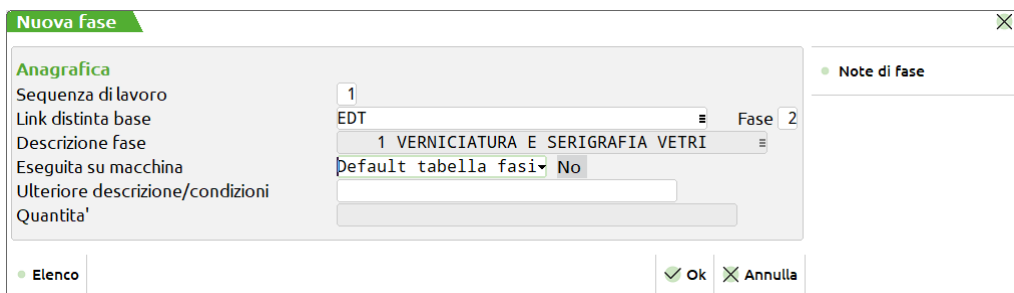 Nuova fase
Anagrafica
Note di fase
Sequenza di lavoro 1
Link distinta base EDT Fase 2
Descrizione fase 1 VERNICIATURA E SERIGRAFIA VETRI
Eseguita su macchina Default tabella fasi No
Ulteriore descrizione/condizioni
Quantita'
Elenco Ok Annulla